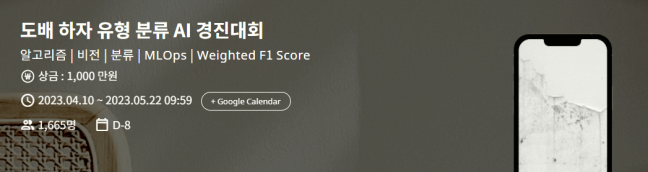 도배 하자 유형 분류 AI 경진대회
알고리즘 | 비전 | 분류 | MLOps | Weighted F1 Score
₩ 상금 : 1,000 만원
2023.04.10 ~ 2023.05.22 09:59 + Google Calendar
1,665명 D-8